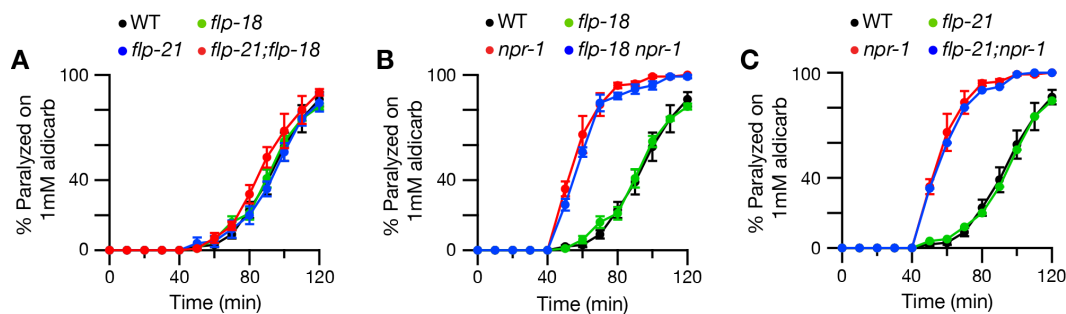 A
WT flp-18
flp-21 flp-21;flp-18
% Paralyzed on
1mM aldicarb
100
40
0
0 40 80 120
Time (min)
B
WT flp-18
npr-1 flp-18 npr-1
% Paralyzed on
1mM aldicarb
100
40
0
0 40 80 120
Time (min)
C
WT flp-21
npr-1 flp-21;npr-1
% Paralyzed on
1mM aldicarb
100
40
0
0 40 80 120
Time (min)